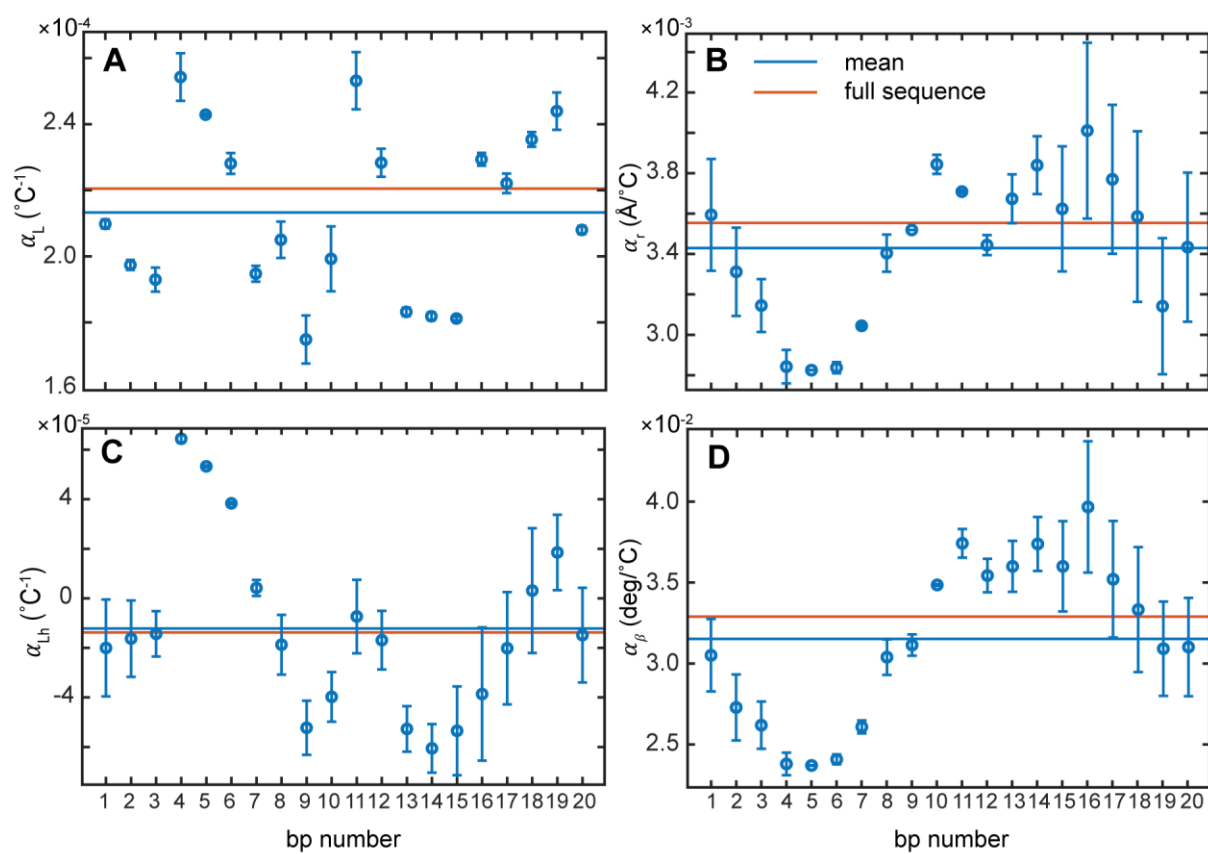 ×10⁻⁴
A
αL (°C⁻¹)
2.4
2.0
1.6
×10⁻³
B
mean
full sequence
αr (Å/°C)
4.2
3.8
3.4
3.0
×10⁻⁵
C
αLh (°C⁻¹)
4
0
-4
1 2 3 4 5 6 7 8 9 10 11 12 13 14 15 16 17 18 19 20
bp number
×10⁻²
D
αβ (deg/°C)
4.0
3.5
3.0
2.5
1 2 3 4 5 6 7 8 9 10 11 12 13 14 15 16 17 18 19 20
bp number